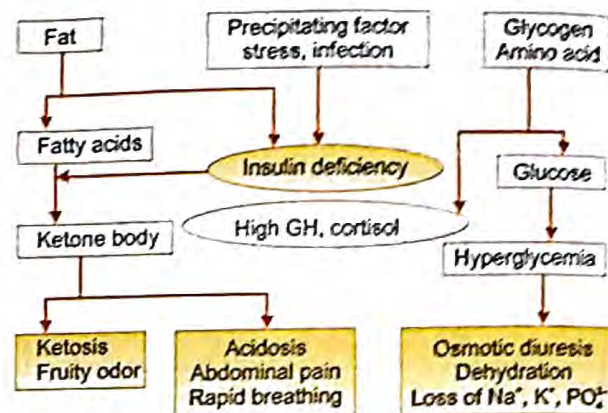 Fat
Precipitating factor
stress, infection
Glycogen
Amino acid
Fatty acids
Insulin deficiency
Glucose
High GH, cortisol
Ketone body
Hyperglycemia
Ketosis
Fruity odor
Acidosis
Abdominal pain
Rapid breathing
Osmotic diuresis
Dehydration
Loss of Na⁺, K⁺, PO₄³⁻